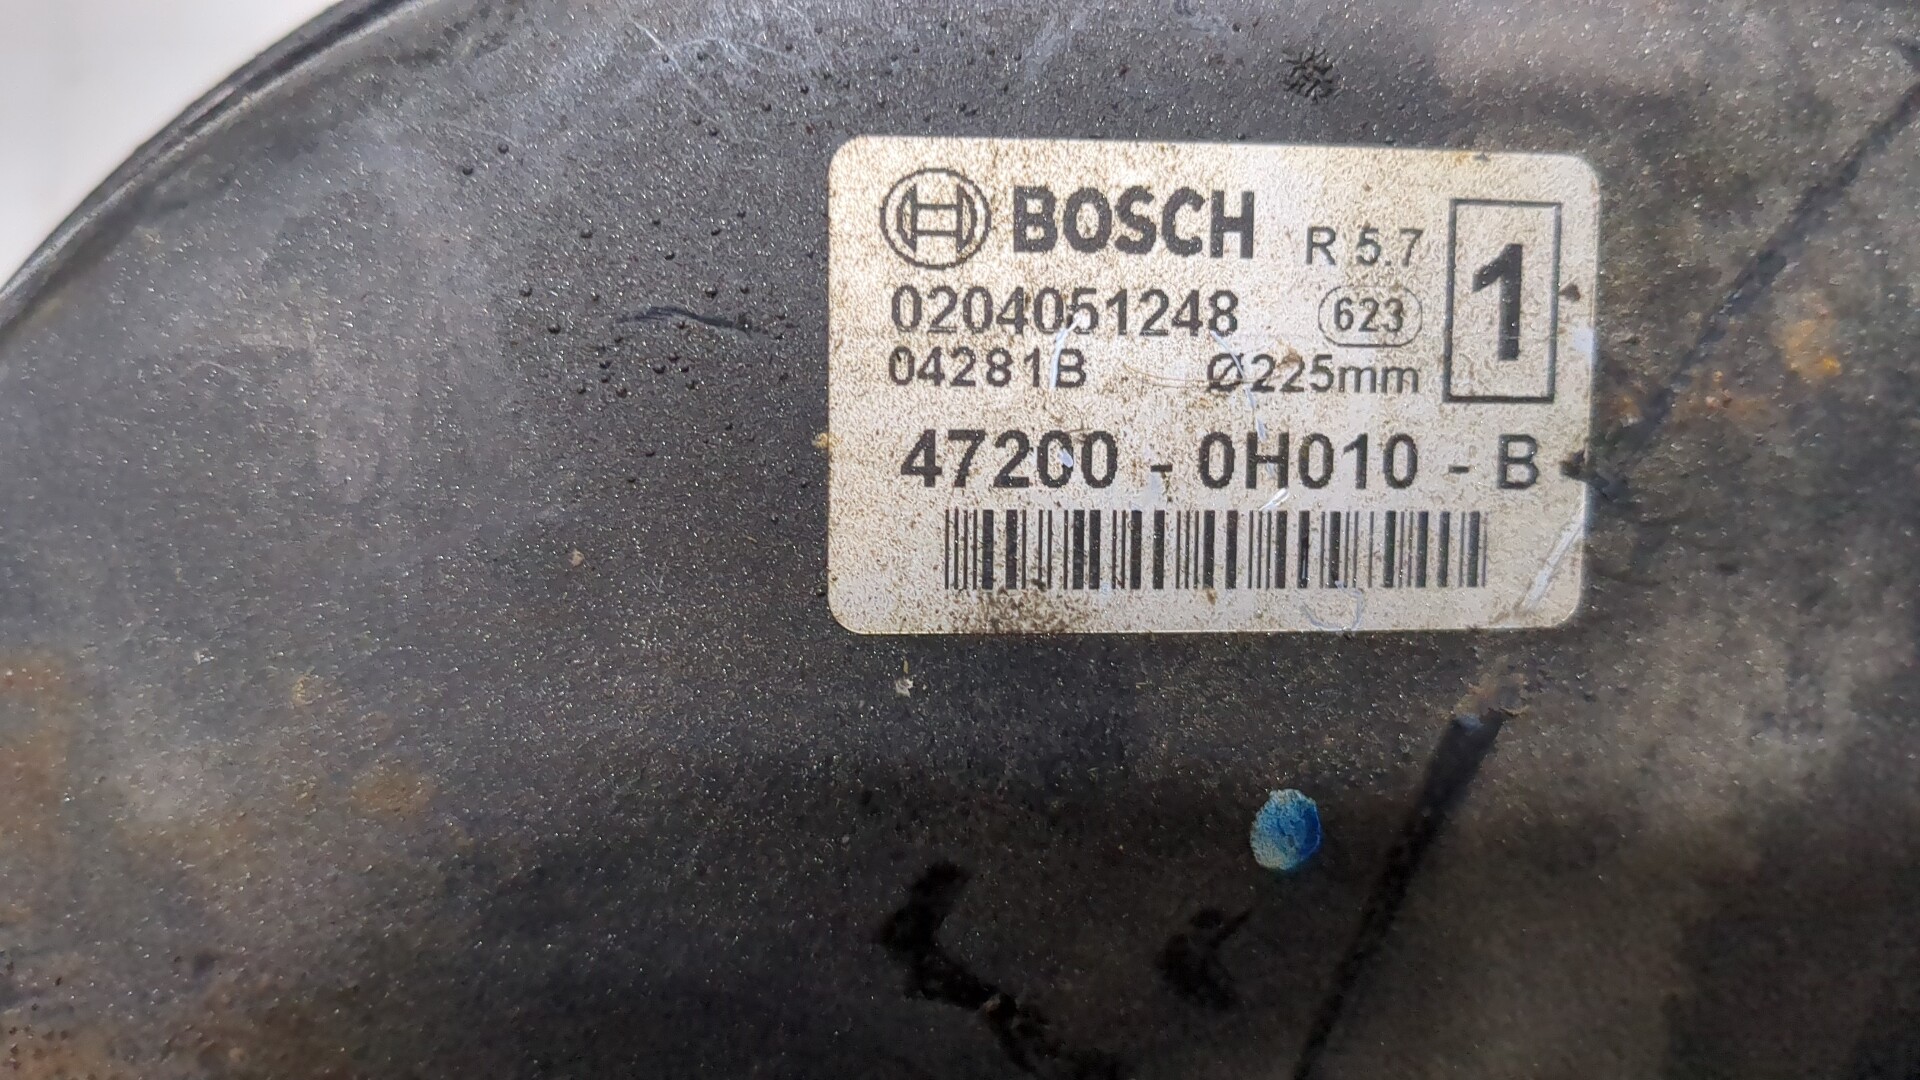 BOSCH R 5.7 1
0204051248 623
04281B Ø225mm
47200 - 0H010 - B